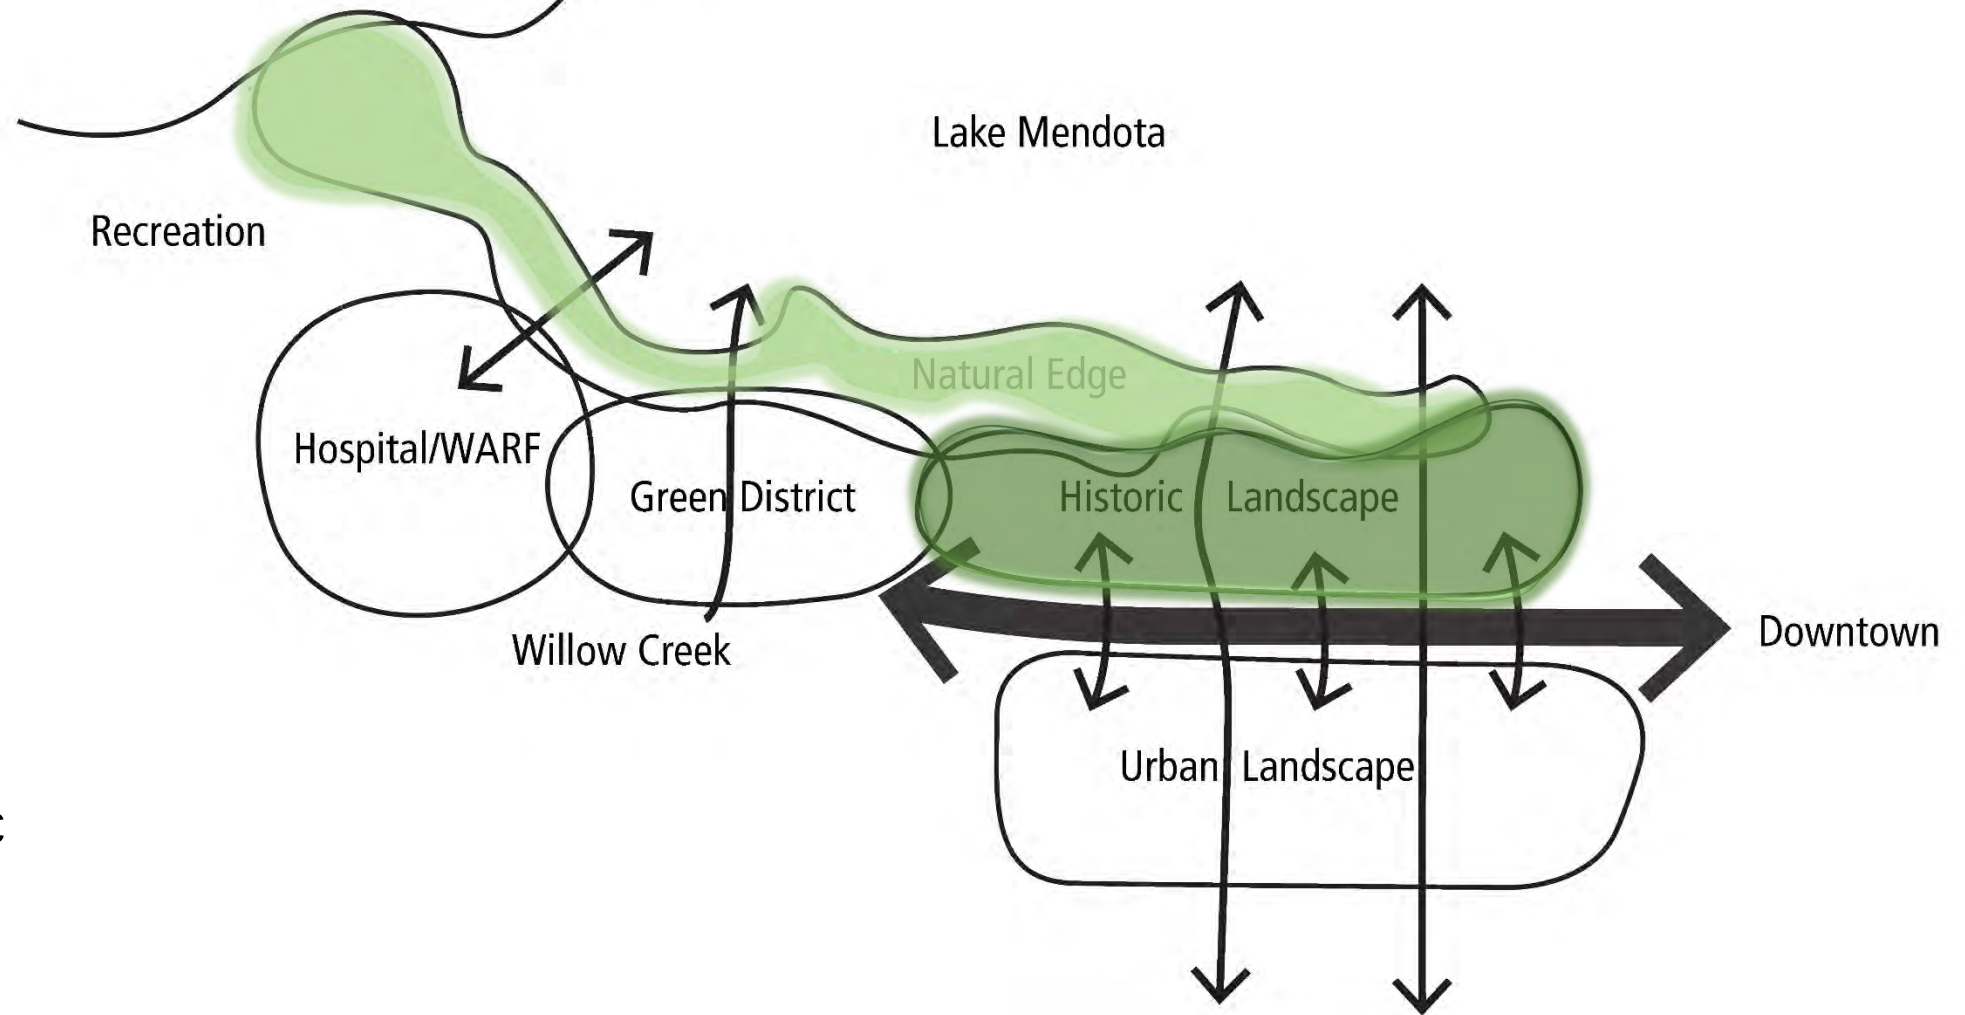 Lake Mendota
Recreation
Natural Edge
Hospital/WARF
Green District
Historic Landscape
Downtown
Willow Creek
Urban Landscape